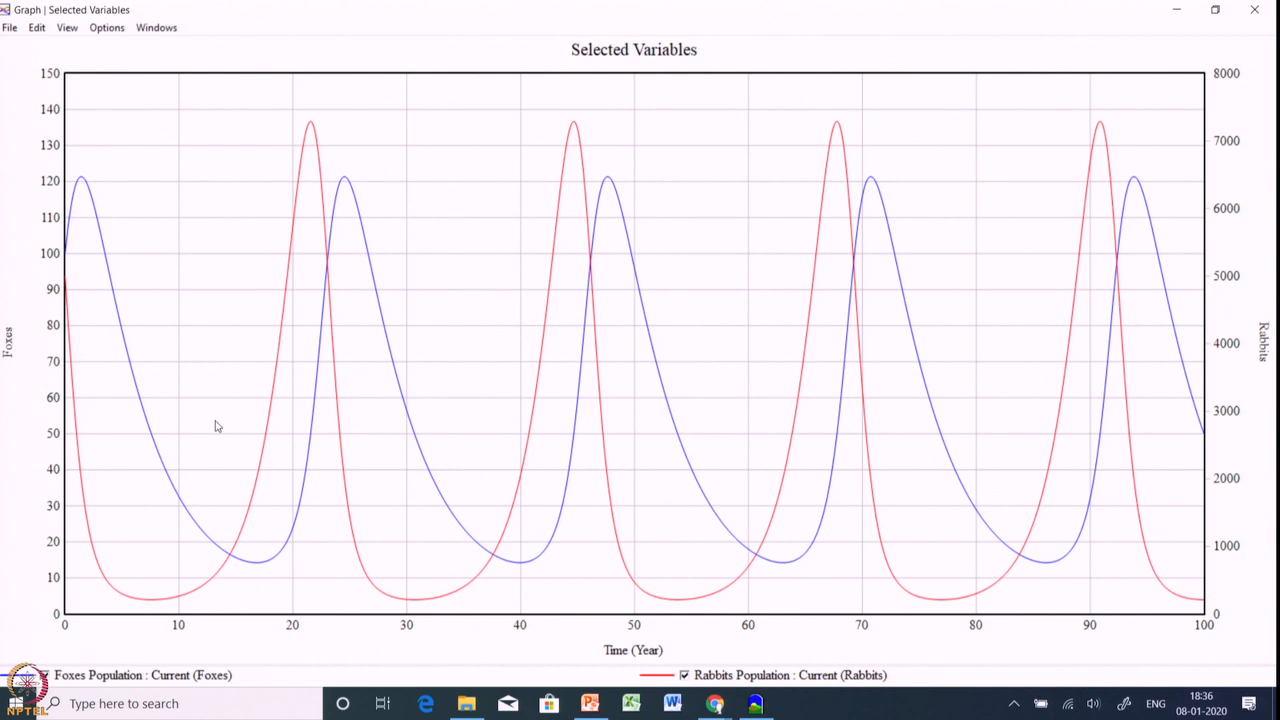 Graph | Selected Variables
File Edit View Options Windows
Selected Variables
150 8000
140
130 7000
120
110 6000
100
90 5000
80
70 4000
60
50 3000
40
30 2000
20
10 1000
0 0
Foxes
Rabbits
0 10 20 30 40 50 60 70 80 90 100
Time (Year)
Foxes Population : Current (Foxes) Rabbits Population : Current (Rabbits)
NPTEL
Type here to search
ENG
18:36
08-01-2020